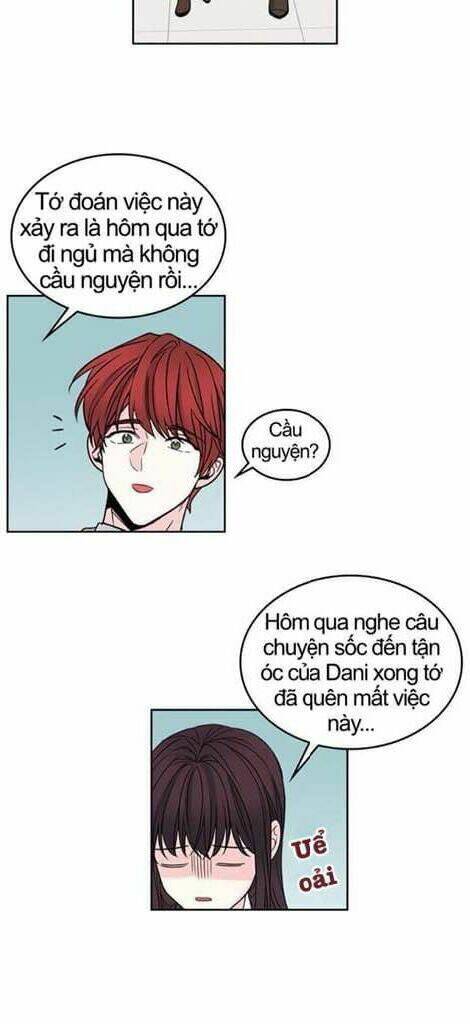 Tớ đoán việc này
xảy ra là hôm qua tớ
đi ngủ mà không
cầu nguyện rồi...
Cầu
nguyện?
Hôm qua nghe câu
chuyện sốc đến tận
óc của Dani xong tớ
đã quên mất việc
này...
Uể
oải